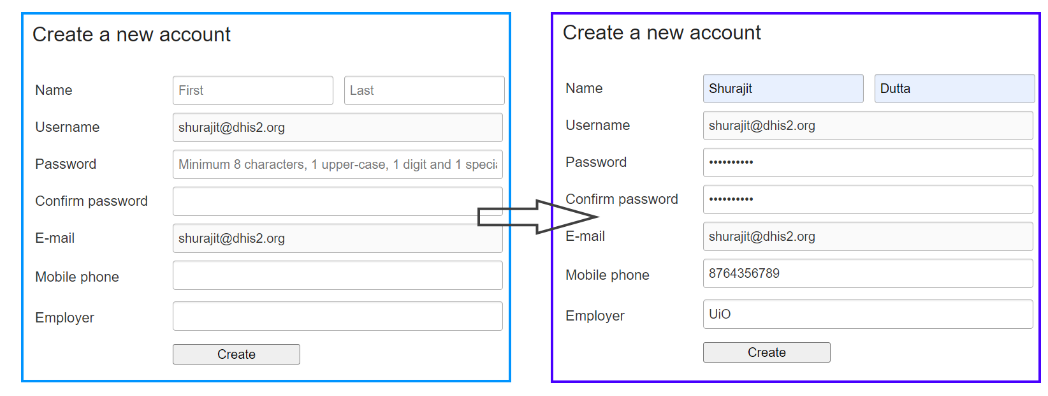 Create a new account
Name First Last
Username shurajit@dhis2.org
Password Minimum 8 characters, 1 upper-case, 1 digit and 1 specia
Confirm password
E-mail shurajit@dhis2.org
Mobile phone
Employer
Create
Create a new account
Name Shurajit Dutta
Username shurajit@dhis2.org
Password ••••••••••
Confirm password ••••••••••
E-mail shurajit@dhis2.org
Mobile phone 8764356789
Employer UiO
Create